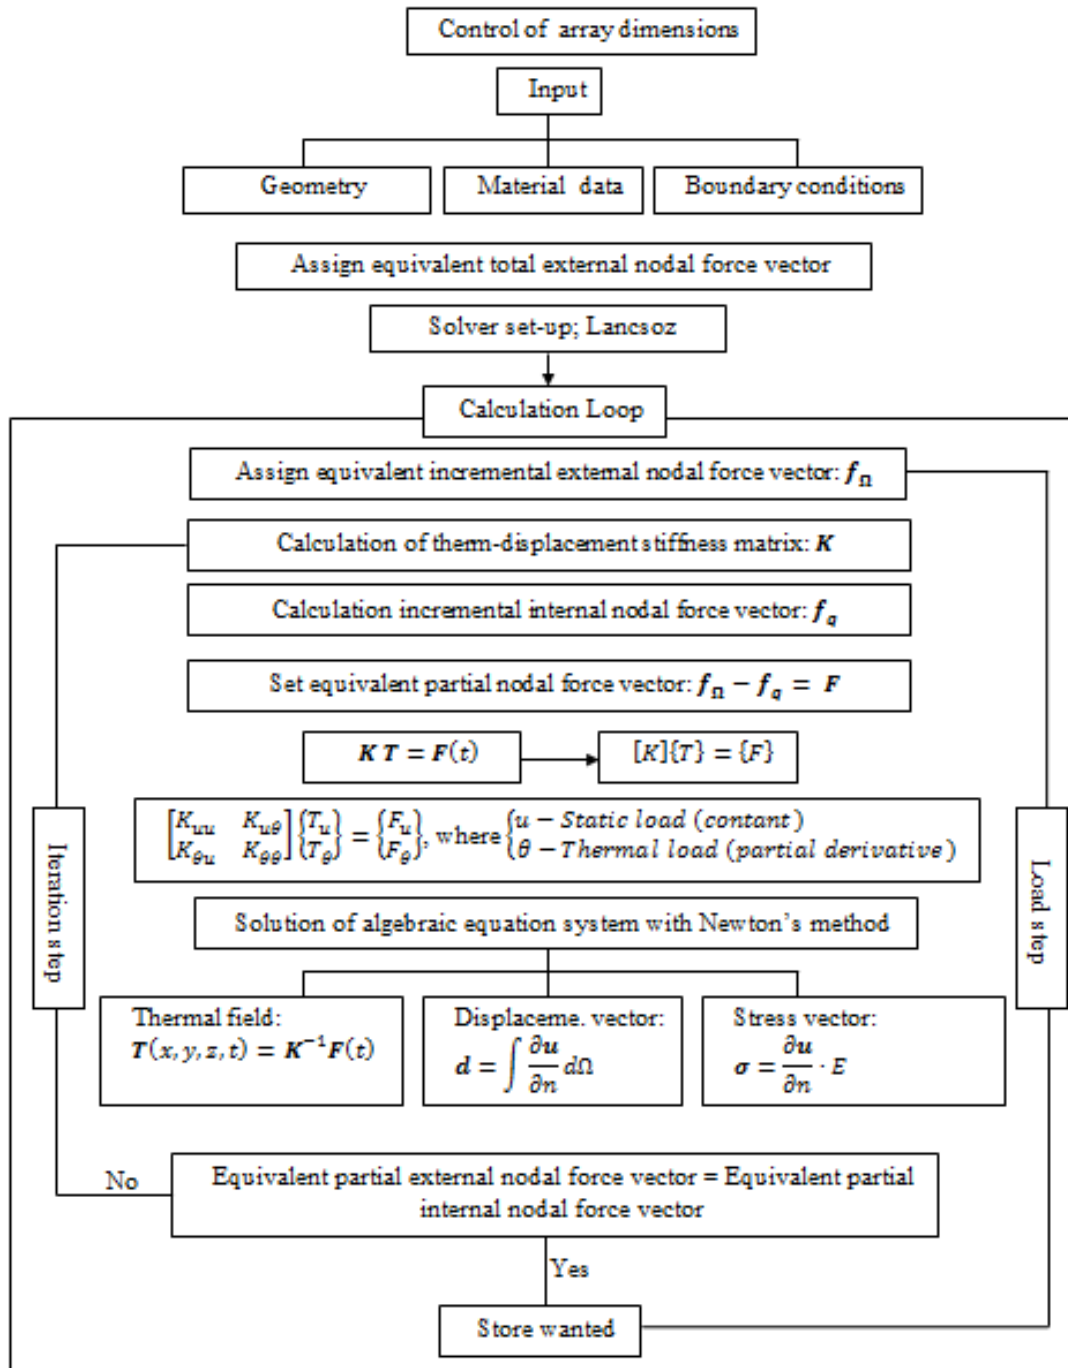 Control of array dimensions
Input
Geometry
Material data
Boundary conditions
Assign equivalent total external nodal force vector
Solver set-up; Lancsoz
Calculation Loop
Assign equivalent incremental external nodal force vector: f_Ω
Calculation of therm-displacement stiffness matrix: K
Calculation incremental internal nodal force vector: f_q
Set equivalent partial nodal force vector: f_Ω − f_q = F
K T = F(t)
[K]{T} = {F}
[K_uu K_uθ; K_θu K_θθ]{T_u; T_θ} = {F_u; F_θ}, where {u − Static load (contant)
θ − Thermal load (partial derivative)
Iteration step
Load step
Solution of algebraic equation system with Newton's method
Thermal field:
T(x, y, z, t) = K⁻¹F(t)
Displaceme. vector:
d = ∫ ∂u/∂n dΩ
Stress vector:
σ = ∂u/∂n · E
No
Equivalent partial external nodal force vector = Equivalent partial
internal nodal force vector
Yes
Store wanted